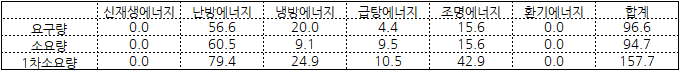 신재생에너지 난방에너지 냉방에너지 급탕에너지 조명에너지 환기에너지 합계
요구량 0.0 56.6 20.0 4.4 15.6 0.0 96.6
소요량 0.0 60.5 9.1 9.5 15.6 0.0 94.7
1차소요량 0.0 79.4 24.9 10.5 42.9 0.0 157.7